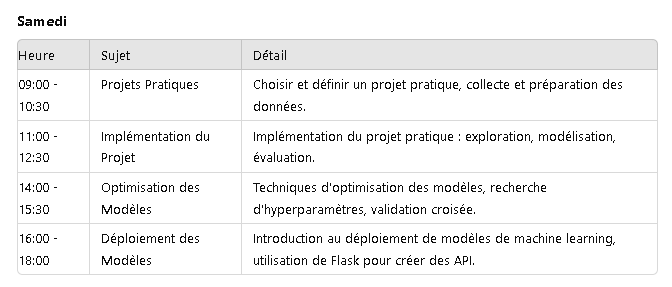 Samedi
Heure Sujet Détail
09:00 - Projets Pratiques Choisir et définir un projet pratique, collecte et préparation des
10:30 données.
11:00 - Implémentation du Implémentation du projet pratique : exploration, modélisation,
12:30 Projet évaluation.
14:00 - Optimisation des Techniques d'optimisation des modèles, recherche
15:30 Modèles d'hyperparamètres, validation croisée.
16:00 - Déploiement des Introduction au déploiement de modèles de machine learning,
18:00 Modèles utilisation de Flask pour créer des API.